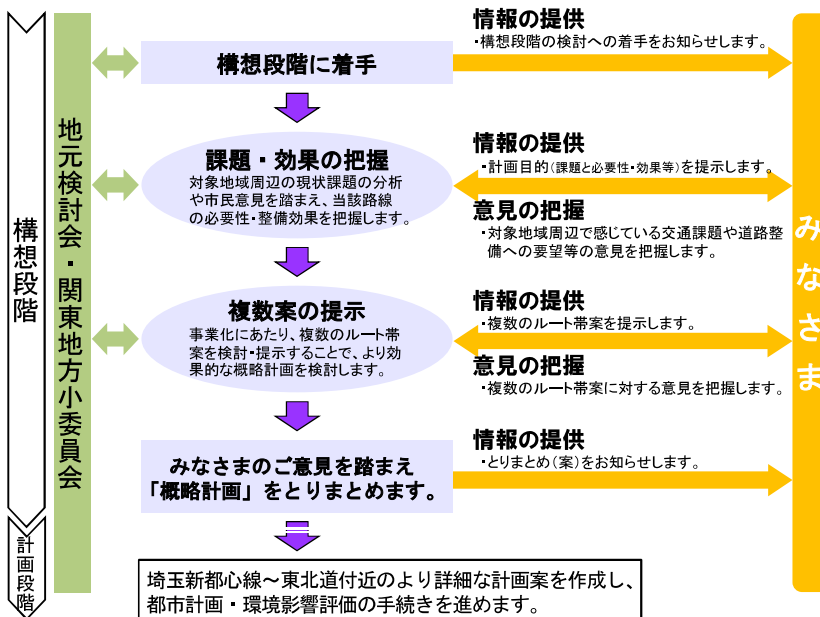 構想段階
計画段階
地元検討会・関東地方小委員会
構想段階に着手
情報の提供
・構想段階の検討への着手をお知らせします。
課題・効果の把握
対象地域周辺の現状課題の分析
や市民意見を踏まえ、当該路線
の必要性・整備効果を把握します。
情報の提供
・計画目的(課題と必要性・効果等)を提示します。
意見の把握
・対象地域周辺で感じている交通課題や道路整
備への要望等の意見を把握します。
複数案の提示
事業化にあたり、複数のルート帯
案を検討・提示することで、より効
果的な概略計画を検討します。
情報の提供
・複数のルート帯案を提示します。
意見の把握
・複数のルート帯案に対する意見を把握します。
みなさまのご意見を踏まえ
「概略計画」をとりまとめます。
情報の提供
・とりまとめ(案)をお知らせします。
埼玉新都心線～東北道付近のより詳細な計画案を作成し、
都市計画・環境影響評価の手続きを進めます。
みなさま